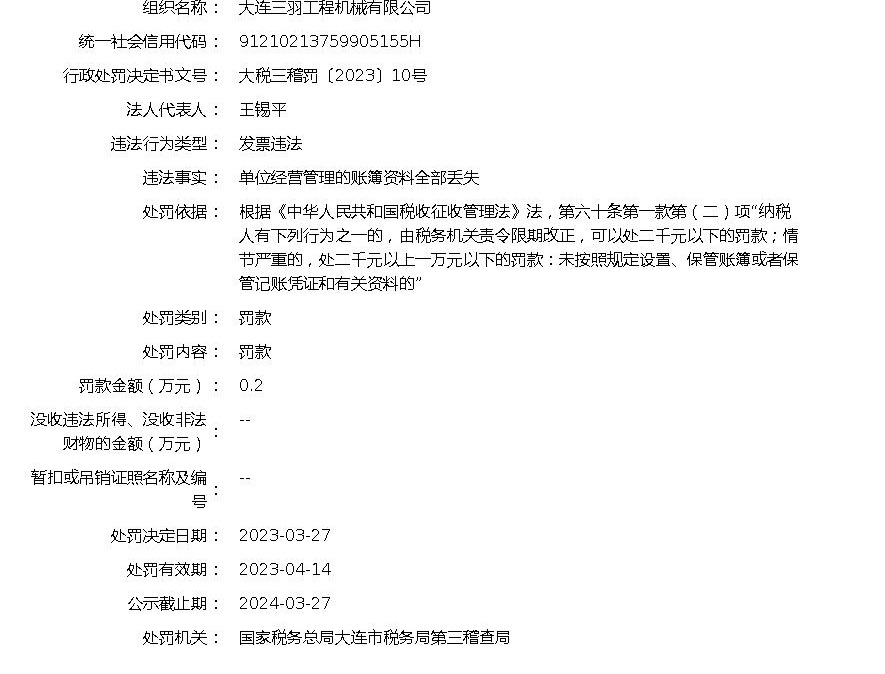 组织名称： 大连三羽工程机械有限公司
统一社会信用代码： 91210213759905155H
行政处罚决定书文号： 大税三稽罚〔2023〕10号
法人代表人： 王锡平
违法行为类型： 发票违法
违法事实： 单位经营管理的账簿资料全部丢失
处罚依据： 根据《中华人民共和国税收征收管理法》法，第六十条第一款第（二）项“纳税
人有下列行为之一的，由税务机关责令限期改正，可以处二千元以下的罚款；情
节严重的，处二千元以上一万元以下的罚款：未按照规定设置、保管账簿或者保
管记账凭证和有关资料的”
处罚类别： 罚款
处罚内容： 罚款
罚款金额（万元）： 0.2
没收违法所得、没收非法
财物的金额（万元）： --
暂扣或吊销证照名称及编
号： --
处罚决定日期： 2023-03-27
处罚有效期： 2023-04-14
公示截止期： 2024-03-27
处罚机关： 国家税务总局大连市税务局第三稽查局